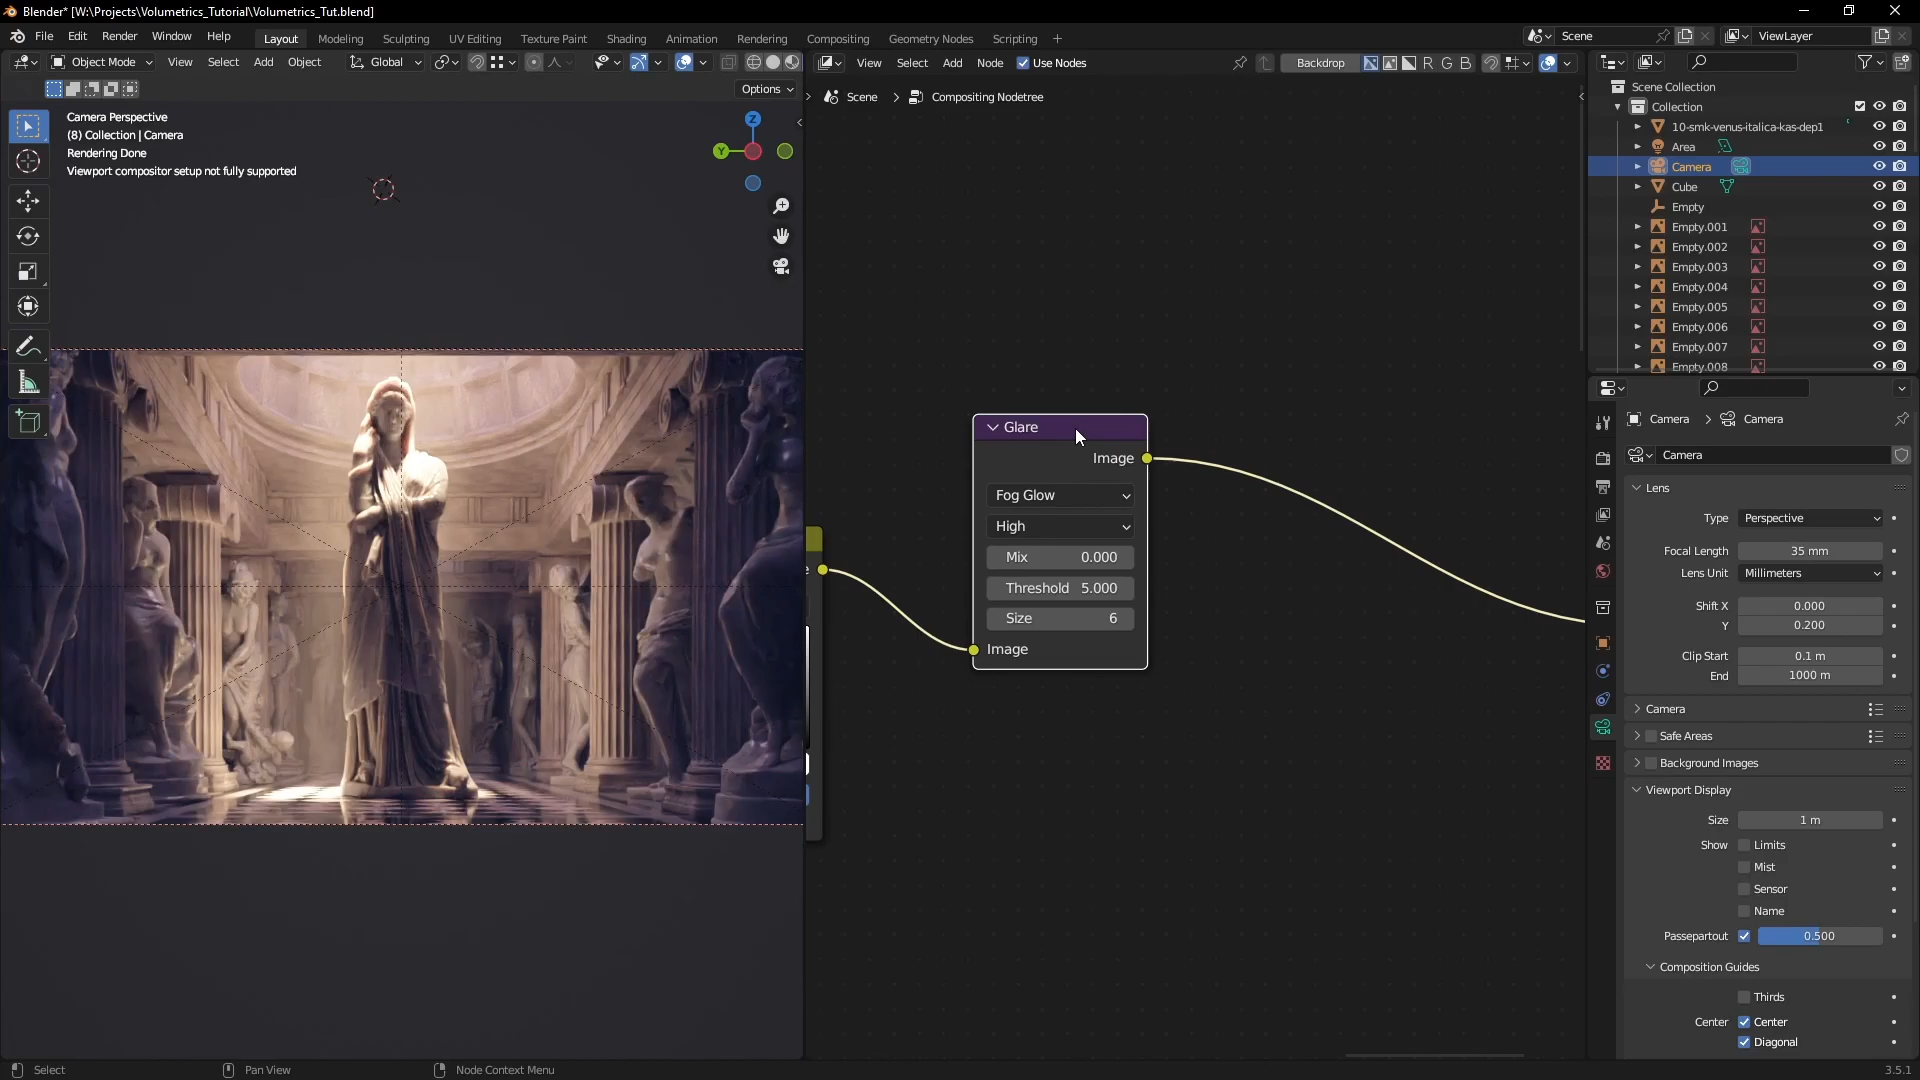 Blender* [W:\Projects\Volumetrics_Tutorial\Volumetrics_Tut.blend]
File Edit Render Window Help
Layout Modeling Sculpting UV Editing Texture Paint Shading Animation Rendering Compositing Geometry Nodes Scripting +
Scene
ViewLayer
Object Mode View Select Add Object Global
View Select Add Node Use Nodes
Backdrop R G B
Options
Scene > Compositing Nodetree
Camera Perspective
(8) Collection | Camera
Rendering Done
Viewport compositor setup not fully supported
Z
Y
Glare
Image
Fog Glow
High
Mix 0.000
Threshold 5.000
Size 6
Image
e
Scene Collection
Collection
10-smk-venus-italica-kas-dep1
Area
Camera
Cube
Empty
Empty.001
Empty.002
Empty.003
Empty.004
Empty.005
Empty.006
Empty.007
Empty.008
Camera > Camera
Camera
Lens
Type Perspective
Focal Length 35 mm
Lens Unit Millimeters
Shift X 0.000
Y 0.200
Clip Start 0.1 m
End 1000 m
Camera
Safe Areas
Background Images
Viewport Display
Size 1 m
Show Limits
Mist
Sensor
Name
Passepartout 0.500
Composition Guides
Thirds
Center Center
Diagonal
Select Pan View Node Context Menu
3.5.1